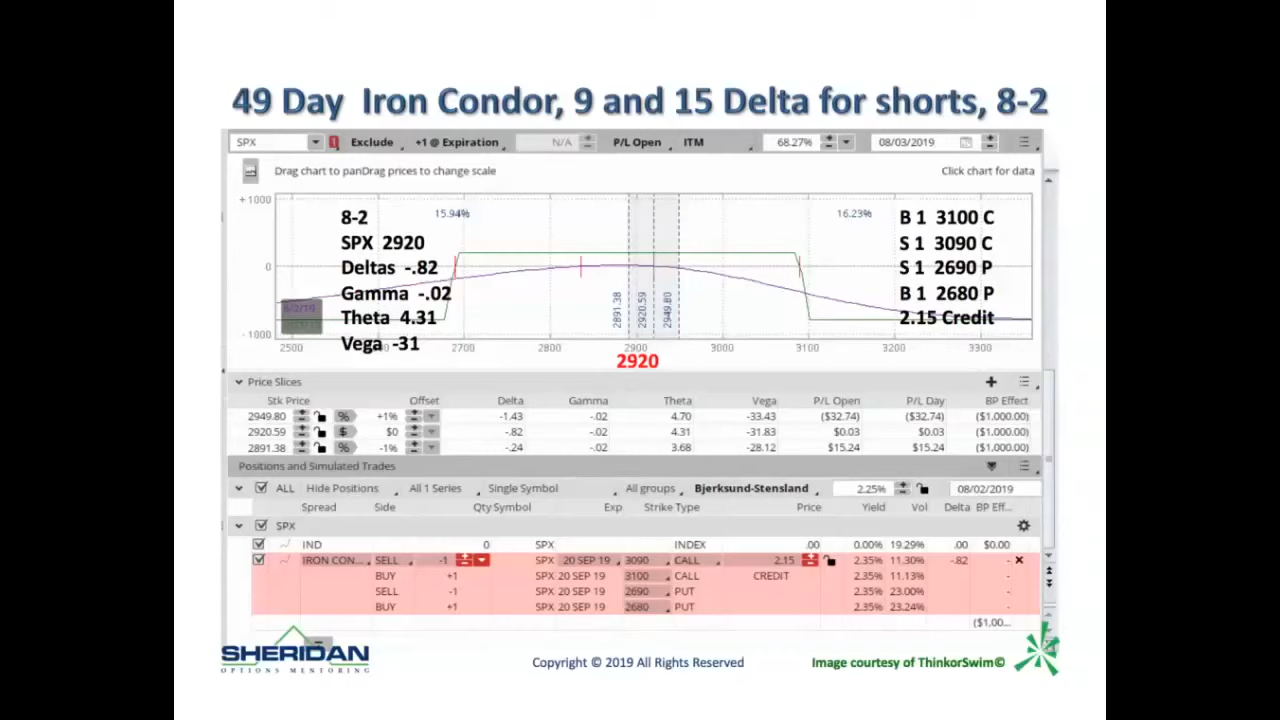 49 Day Iron Condor, 9 and 15 Delta for shorts, 8-2
SPX Exclude +1 @ Expiration N/A P/L Open ITM 68.27% 08/03/2019
Drag chart to panDrag prices to change scale Click chart for data
+1000
15.94% 16.23%
0
-1000
8-2
SPX 2920
Deltas -.82
Gamma -.02
Theta 4.31
Vega -31
B 1 3100 C
S 1 3090 C
S 1 2690 P
B 1 2680 P
2.15 Credit
8/2/19
2891.38 2920.59 2949.80
2500 2700 2800 2900 3000 3100 3200 3300
2920
Price Slices
Stk Price Offset Delta Gamma Theta Vega P/L Open P/L Day BP Effect
2949.80 % +1% -1.43 -.02 4.70 -33.43 ($32.74) ($32.74) ($1,000.00)
2920.59 $ $0 -.82 -.02 4.31 -31.83 $0.03 $0.03 ($1,000.00)
2891.38 % -1% -.24 -.02 3.68 -28.12 $15.24 $15.24 ($1,000.00)
Positions and Simulated Trades
ALL Hide Positions All 1 Series Single Symbol All groups Bjerksund-Stensland 2.25% 08/02/2019
Spread Side Qty Symbol Exp Strike Type Price Yield Vol Delta BP Eff...
SPX
IND 0 SPX INDEX .00 0.00% 19.29% .00 $0.00
IRON CON... SELL -1 SPX 20 SEP 19 3090 CALL 2.15 2.35% 11.30% -.82 -
BUY +1 SPX 20 SEP 19 3100 CALL CREDIT 2.35% 11.13% -
SELL -1 SPX 20 SEP 19 2690 PUT 2.35% 23.00% -
BUY +1 SPX 20 SEP 19 2680 PUT 2.35% 23.24% -
($1,00...
SHERIDAN
OPTIONS MENTORING
Copyright © 2019 All Rights Reserved
Image courtesy of ThinkorSwim©